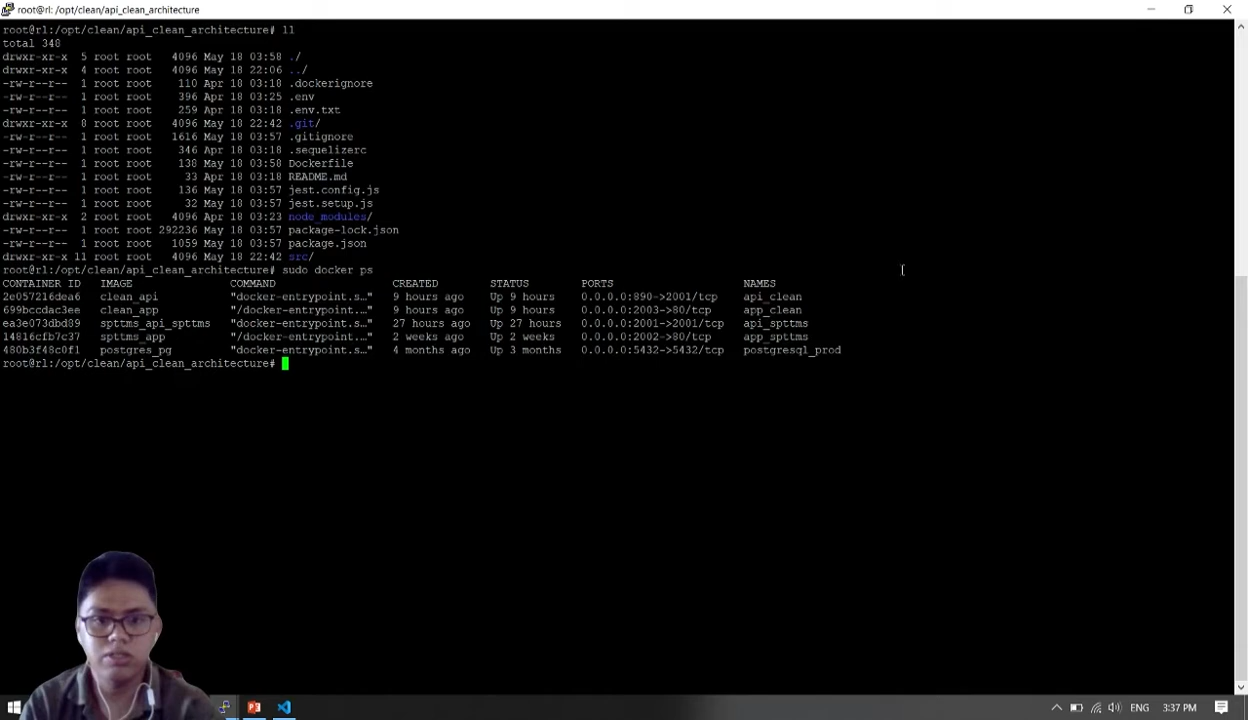 root@rl: /opt/clean/api_clean_architecture
root@rl:/opt/clean/api_clean_architecture# ll
total 348
drwxr-xr-x  5 root root   4096 May 18 03:58 ./
drwxr-xr-x  4 root root   4096 May 18 22:06 ../
-rw-r--r--  1 root root    110 Apr 18 03:18 .dockerignore
-rw-r--r--  1 root root    396 Apr 18 03:25 .env
-rw-r--r--  1 root root    259 Apr 18 03:18 .env.txt
drwxr-xr-x  8 root root   4096 May 18 22:42 .git/
-rw-r--r--  1 root root   1616 May 18 03:57 .gitignore
-rw-r--r--  1 root root    346 Apr 18 03:18 .sequelizerc
-rw-r--r--  1 root root    138 May 18 03:58 Dockerfile
-rw-r--r--  1 root root     33 Apr 18 03:18 README.md
-rw-r--r--  1 root root    136 May 18 03:57 jest.config.js
-rw-r--r--  1 root root     32 May 18 03:57 jest.setup.js
drwxr-xr-x  2 root root   4096 Apr 18 03:23 node_modules/
-rw-r--r--  1 root root 292236 May 18 03:57 package-lock.json
-rw-r--r--  1 root root   1059 May 18 03:57 package.json
drwxr-xr-x 11 root root   4096 May 18 22:42 src/
root@rl:/opt/clean/api_clean_architecture# sudo docker ps
CONTAINER ID   IMAGE   COMMAND   CREATED   STATUS   PORTS   NAMES
2e057216dea6   clean_api   "docker-entrypoint.s…"   9 hours ago   Up 9 hours   0.0.0.0:890->2001/tcp   api_clean
699bccdac3ee   clean_app   "/docker-entrypoint.…"   9 hours ago   Up 9 hours   0.0.0.0:2003->80/tcp   app_clean
ea3e073dbd89   spttms_api_spttms   "docker-entrypoint.s…"   27 hours ago   Up 27 hours   0.0.0.0:2001->2001/tcp   api_spttms
14816cfb7c37   spttms_app   "/docker-entrypoint.…"   2 weeks ago   Up 2 weeks   0.0.0.0:2002->80/tcp   app_spttms
480b3f48c0f1   postgres_pg   "docker-entrypoint.s…"   4 months ago   Up 3 months   0.0.0.0:5432->5432/tcp   postgresql_prod
root@rl:/opt/clean/api_clean_architecture#
ENG 3:37 PM